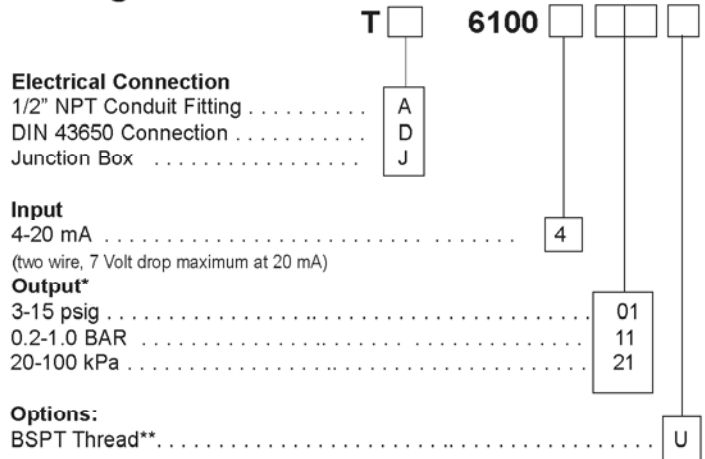 T 6100
Electrical Connection
1/2” NPT Conduit Fitting . . . . . . . . . . A
DIN 43650 Connection . . . . . . . . . . . D
Junction Box . . . . . . . . . . . . . . . . . J
Input
4-20 mA . . . . . . . . . . . . . . . . . . . . . . . . . . . . . . . . . . 4
(two wire, 7 Volt drop maximum at 20 mA)
Output*
3-15 psig . . . . . . . . . . . . . . . . .. . . . . . . . . . . . . . . . . . . . . . 01
0.2-1.0 BAR . . . . . . . . . . . . . . .. . . . . . . . . . . . . . . . . . . . . 11
20-100 kPa . . . . . . . . . . . . . . . . .. . . . . . . . . . . . . . . . . . . . . 21
Options:
BSPT Thread**. . . . . . . . . . . . . . . . . . . . . . . .. . . . . . . . . . . . . . . . . U